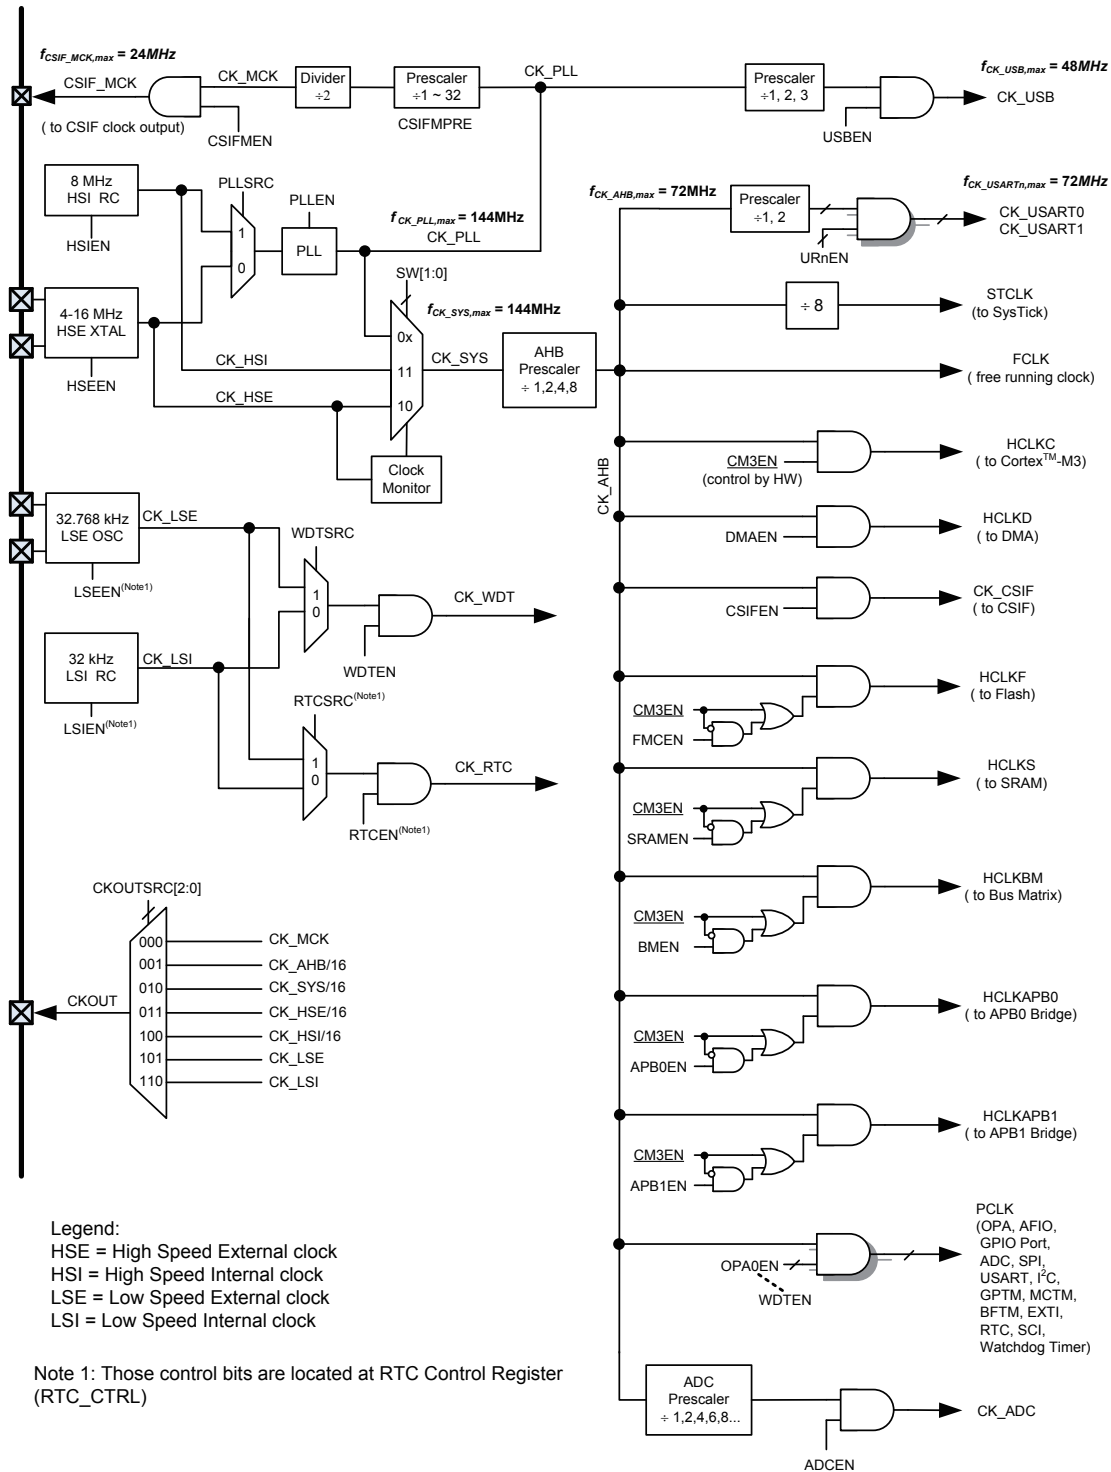 fCSIF_MCK,max = 24MHz
CSIF_MCK
( to CSIF clock output)
CK_MCK
CSIFMEN
Divider
÷2
Prescaler
÷1 ~ 32
CSIFMPRE
CK_PLL
Prescaler
÷1, 2, 3
USBEN
fCK_USB,max = 48MHz
CK_USB
8 MHz
HSI RC
HSIEN
PLLSRC
1
0
PLLEN
PLL
fCK_PLL,max = 144MHz
CK_PLL
4-16 MHz
HSE XTAL
HSEEN
SW[1:0]
fCK_SYS,max = 144MHz
0x
11
10
CK_HSI
CK_HSE
CK_SYS
AHB
Prescaler
÷ 1,2,4,8
Clock
Monitor
fCK_AHB,max = 72MHz
Prescaler
÷1, 2
URnEN
fCK_USARTn,max = 72MHz
CK_USART0
CK_USART1
÷ 8
STCLK
(to SysTick)
FCLK
( free running clock)
CK_AHB
CM3EN
(control by HW)
HCLKC
( to Cortex™-M3)
DMAEN
HCLKD
( to DMA)
CSIFEN
CK_CSIF
( to CSIF)
CM3EN
FMCEN
HCLKF
( to Flash)
CM3EN
SRAMEN
HCLKS
( to SRAM)
CM3EN
BMEN
HCLKBM
( to Bus Matrix)
CM3EN
APB0EN
HCLKAPB0
( to APB0 Bridge)
CM3EN
APB1EN
HCLKAPB1
( to APB1 Bridge)
OPA0EN
WDTEN
PCLK
(OPA, AFIO,
GPIO Port,
ADC, SPI,
USART, I²C,
GPTM, MCTM,
BFTM, EXTI,
RTC, SCI,
Watchdog Timer)
ADC
Prescaler
÷ 1,2,4,6,8...
ADCEN
CK_ADC
32.768 kHz
LSE OSC
LSEEN(Note1)
CK_LSE
WDTSRC
1
0
WDTEN
CK_WDT
32 kHz
LSI RC
LSIEN(Note1)
CK_LSI
RTCSRC(Note1)
1
0
RTCEN(Note1)
CK_RTC
CKOUTSRC[2:0]
CKOUT
000 CK_MCK
001 CK_AHB/16
010 CK_SYS/16
011 CK_HSE/16
100 CK_HSI/16
101 CK_LSE
110 CK_LSI
Legend:
HSE = High Speed External clock
HSI = High Speed Internal clock
LSE = Low Speed External clock
LSI = Low Speed Internal clock
Note 1: Those control bits are located at RTC Control Register
(RTC_CTRL)